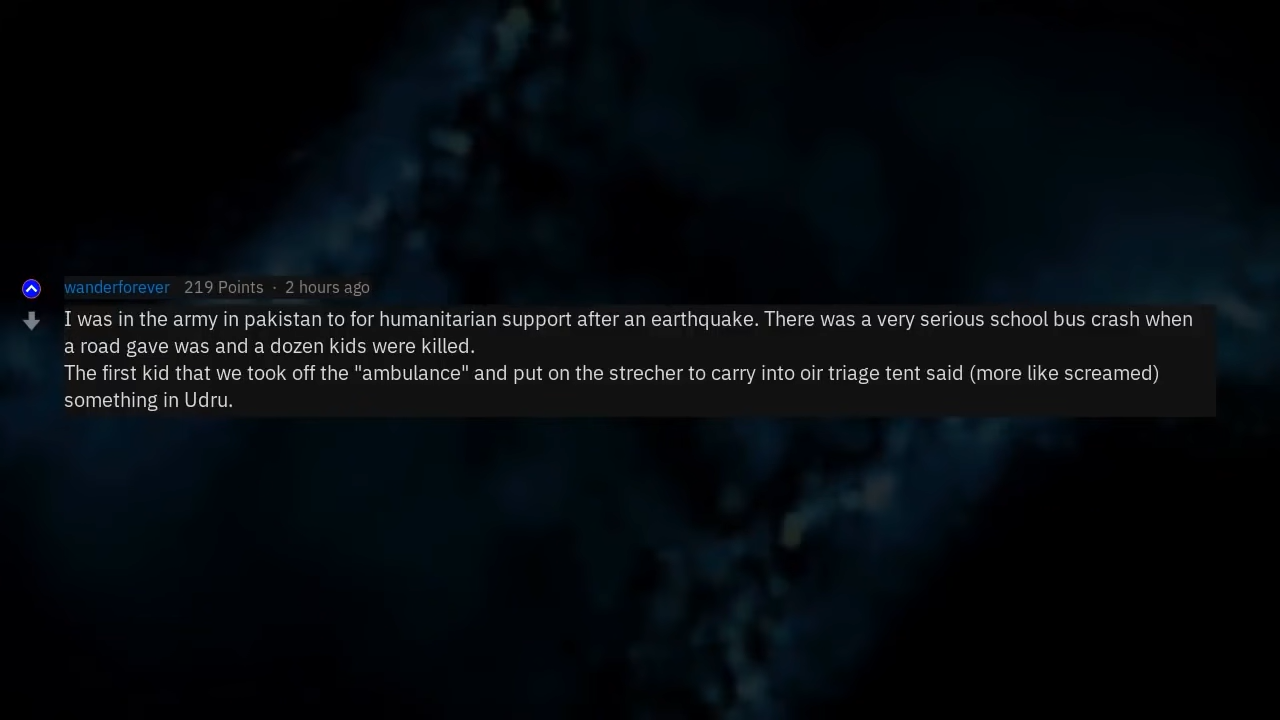 wanderforever 219 Points · 2 hours ago
I was in the army in pakistan to for humanitarian support after an earthquake. There was a very serious school bus crash when
a road gave was and a dozen kids were killed.
The first kid that we took off the "ambulance" and put on the strecher to carry into oir triage tent said (more like screamed)
something in Udru.